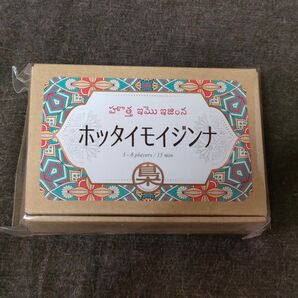 హొత్త ఇమొ ఇజిన
ホッタイモイジンナ
3-6 players / 15 min
梟